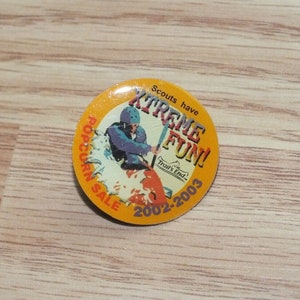 Scouts have
XTREME
FUN!
Trail's End
POPCORN SALE
2002-2003